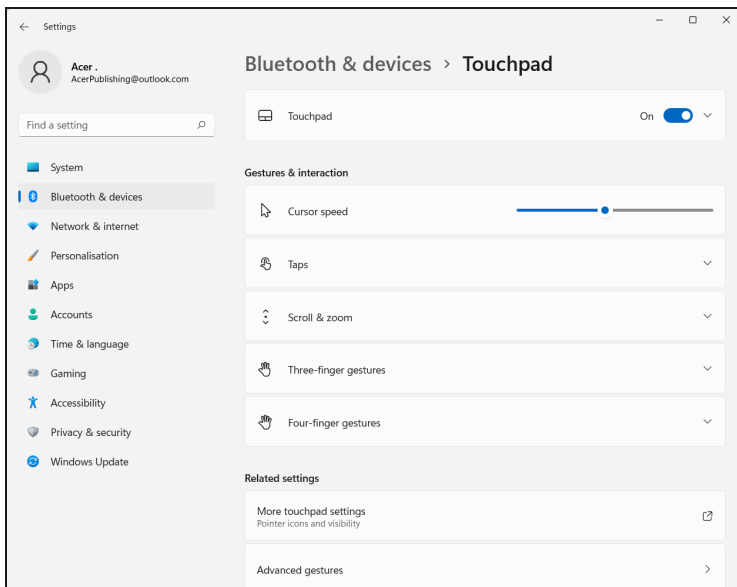 Settings
Acer .
AcerPublishing@outlook.com
Find a setting
System
Bluetooth & devices
Network & internet
Personalisation
Apps
Accounts
Time & language
Gaming
Accessibility
Privacy & security
Windows Update
Bluetooth & devices > Touchpad
Touchpad On
Gestures & interaction
Cursor speed
Taps
Scroll & zoom
Three-finger gestures
Four-finger gestures
Related settings
More touchpad settings
Pointer icons and visibility
Advanced gestures